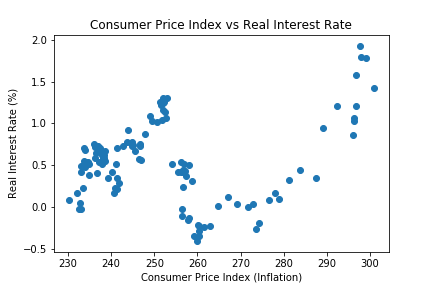 Consumer Price Index vs Real Interest Rate
Real Interest Rate (%)
2.0
1.5
1.0
0.5
0.0
−0.5
230 240 250 260 270 280 290 300
Consumer Price Index (Inflation)